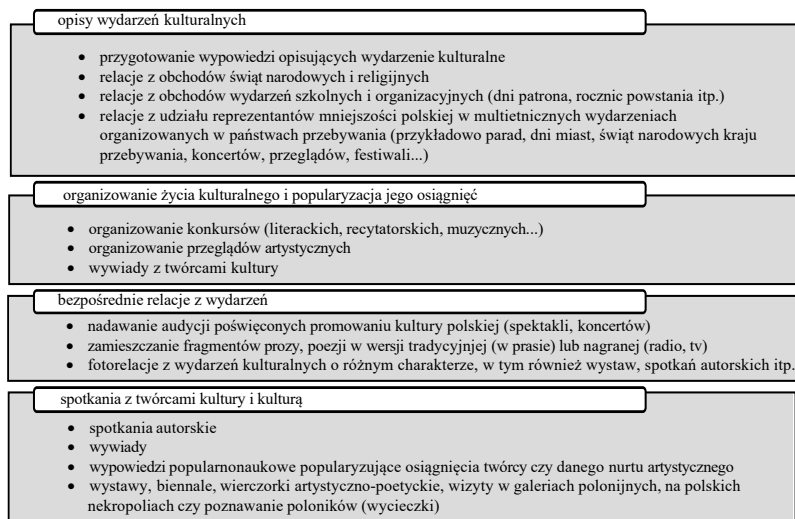 opisy wydarzeń kulturalnych
• przygotowanie wypowiedzi opisujących wydarzenie kulturalne
• relacje z obchodów świąt narodowych i religijnych
• relacje z obchodów wydarzeń szkolnych i organizacyjnych (dni patrona, rocznic powstania itp.)
• relacje z udziału reprezentantów mniejszości polskiej w multietnicznych wydarzeniach
organizowanych w państwach przebywania (przykładowo parad, dni miast, świąt narodowych kraju
przebywania, koncertów, przeglądów, festiwali...)
organizowanie życia kulturalnego i popularyzacja jego osiągnięć
• organizowanie konkursów (literackich, recytatorskich, muzycznych...)
• organizowanie przeglądów artystycznych
• wywiady z twórcami kultury
bezpośrednie relacje z wydarzeń
• nadawanie audycji poświęconych promowaniu kultury polskiej (spektakli, koncertów)
• zamieszczanie fragmentów prozy, poezji w wersji tradycyjnjej (w prasie) lub nagranej (radio, tv)
• fotorelacje z wydarzeń kulturalnych o różnym charakterze, w tym również wystaw, spotkań autorskich itp.
spotkania z twórcami kultury i kulturą
• spotkania autorskie
• wywiady
• wypowiedzi popularnonaukowe popularyzujące osiągnięcia twórcy czy danego nurtu artystycznego
• wystawy, biennale, wierczorki artystyczno-poetyckie, wizyty w galeriach polonijnych, na polskich
nekropoliach czy poznawanie poloników (wycieczki)